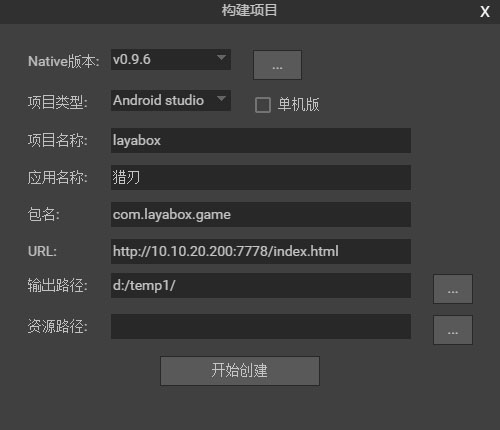 构建项目 X
Native版本: v0.9.6 ...
项目类型: Android studio 单机版
项目名称: layabox
应用名称: 猎刃
包名: com.layabox.game
URL: http://10.10.20.200:7778/index.html
输出路径: d:/temp1/ ...
资源路径: ...
开始创建